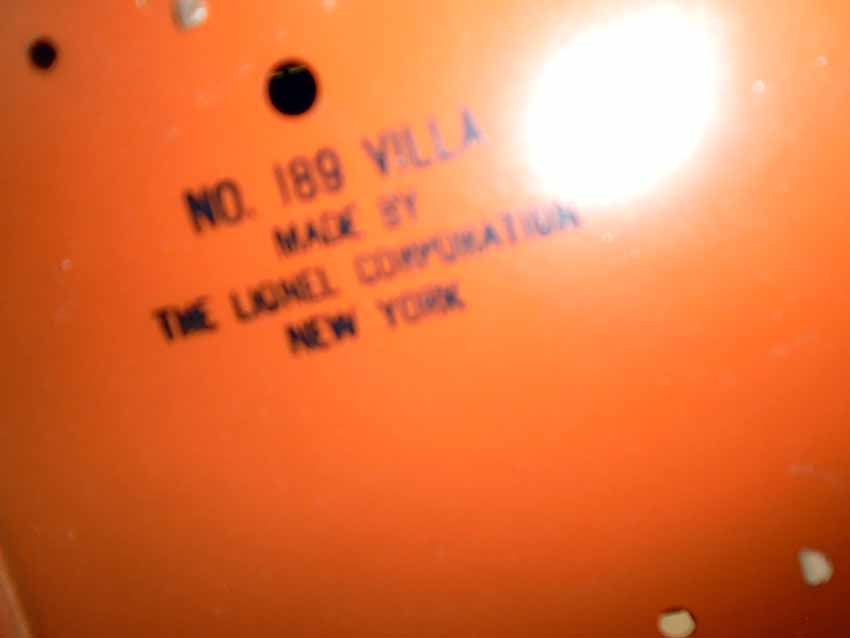 NO. 189 VILLA
MADE BY
THE LIONEL CORPORATION
NEW YORK